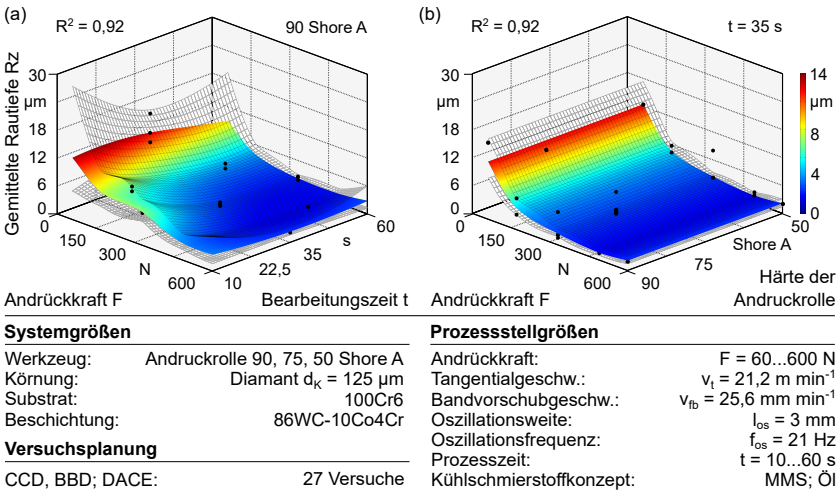 (a)
R² = 0,92
90 Shore A
Gemittelte Rautiefe Rz
30
µm
18
12
6
0
0
150
300
N
600
10
22,5
35
s
60
Andrückkraft F
Bearbeitungszeit t
(b)
R² = 0,92
t = 35 s
30
µm
18
12
6
0
0
150
300
N
600
90
75
Shore A
50
14
µm
8
4
0
Andrückkraft F
Härte der
Andruckrolle
Systemgrößen
Werkzeug: Andruckrolle 90, 75, 50 Shore A
Körnung: Diamant dK = 125 µm
Substrat: 100Cr6
Beschichtung: 86WC-10Co4Cr
Versuchsplanung
CCD, BBD; DACE: 27 Versuche
Prozessstellgrößen
Andrückkraft: F = 60...600 N
Tangentialgeschw.: vt = 21,2 m min⁻¹
Bandvorschubgeschw.: vfb = 25,6 mm min⁻¹
Oszillationsweite: los = 3 mm
Oszillationsfrequenz: fos = 21 Hz
Prozesszeit: t = 10...60 s
Kühlschmierstoffkonzept: MMS; Öl